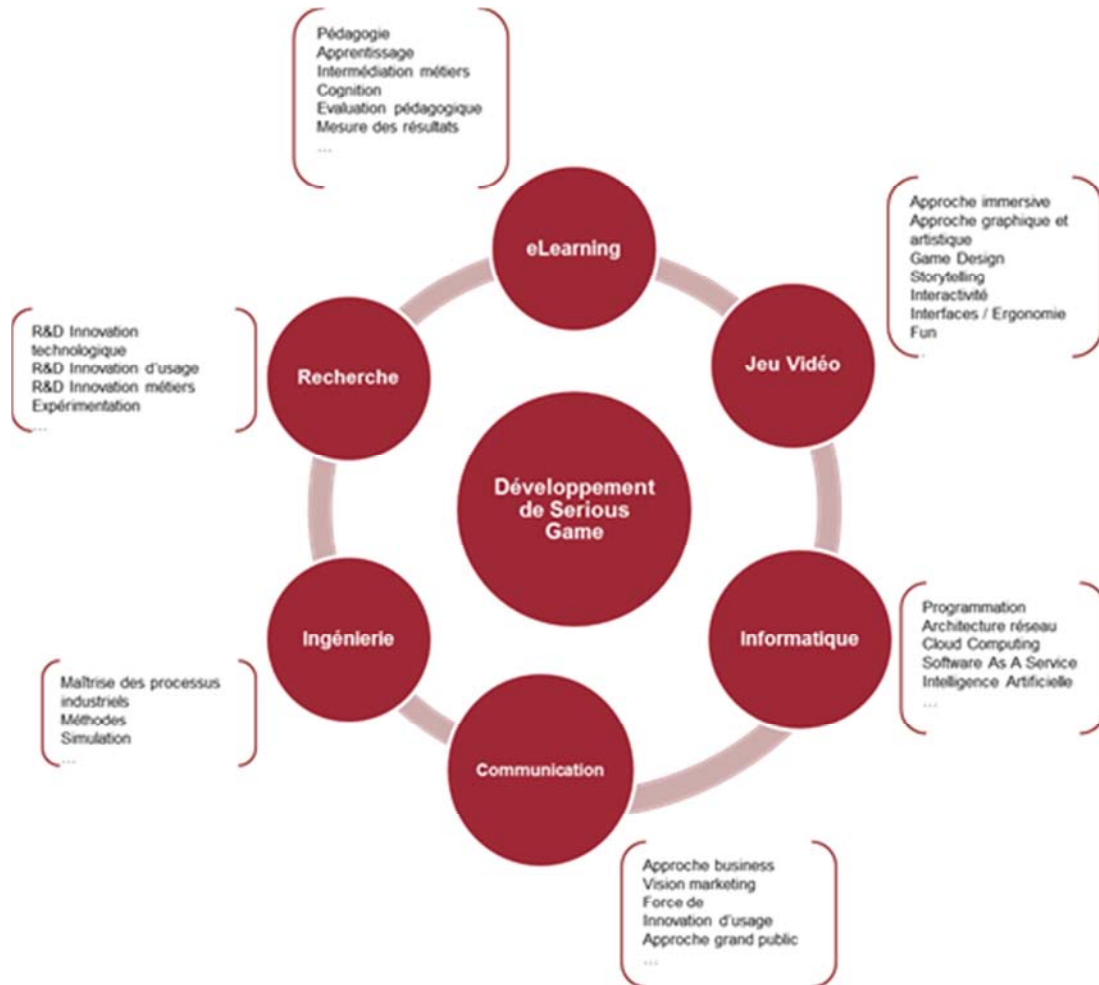 Pédagogie
Apprentissage
Intermédiation métiers
Cognition
Evaluation pédagogique
Mesure des résultats
...
eLearning
Approche immersive
Approche graphique et
artistique
Game Design
Storytelling
Interactivité
Interfaces / Ergonomie
Fun
.
Jeu Vidéo
R&D Innovation
technologique
R&D Innovation d'usage
R&D Innovation métiers
Expérimentation
...
Recherche
Développement
de Serious
Game
Ingénierie
Informatique
Programmation
Architecture réseau
Cloud Computing
Software As A Service
Intelligence Artificielle
...
Maîtrise des processus
industriels
Méthodes
Simulation
...
Communication
Approche business
Vision marketing
Force de
Innovation d'usage
Approche grand public
...